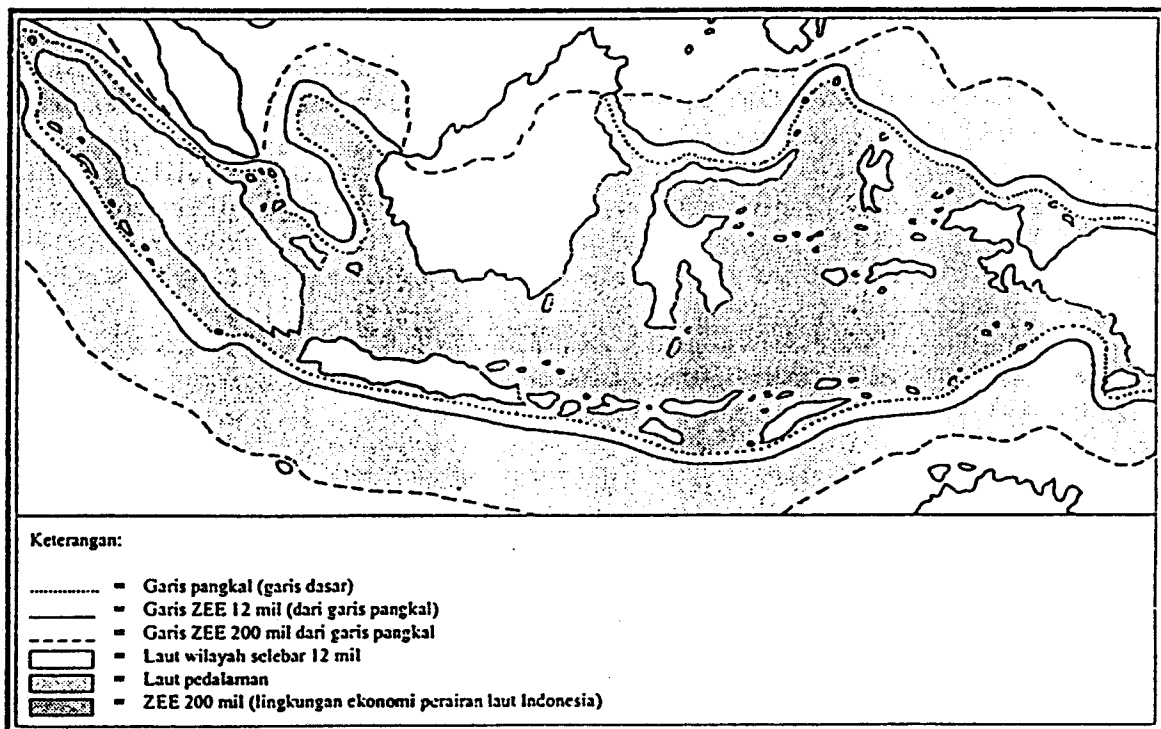 Keterangan:
= Garis pangkal (garis dasar)
= Garis ZEE 12 mil (dari garis pangkal)
= Garis ZEE 200 mil dari garis pangkal
= Laut wilayah selebar 12 mil
= Laut pedalaman
= ZEE 200 mil (lingkungan ekonomi perairan laut Indonesia)